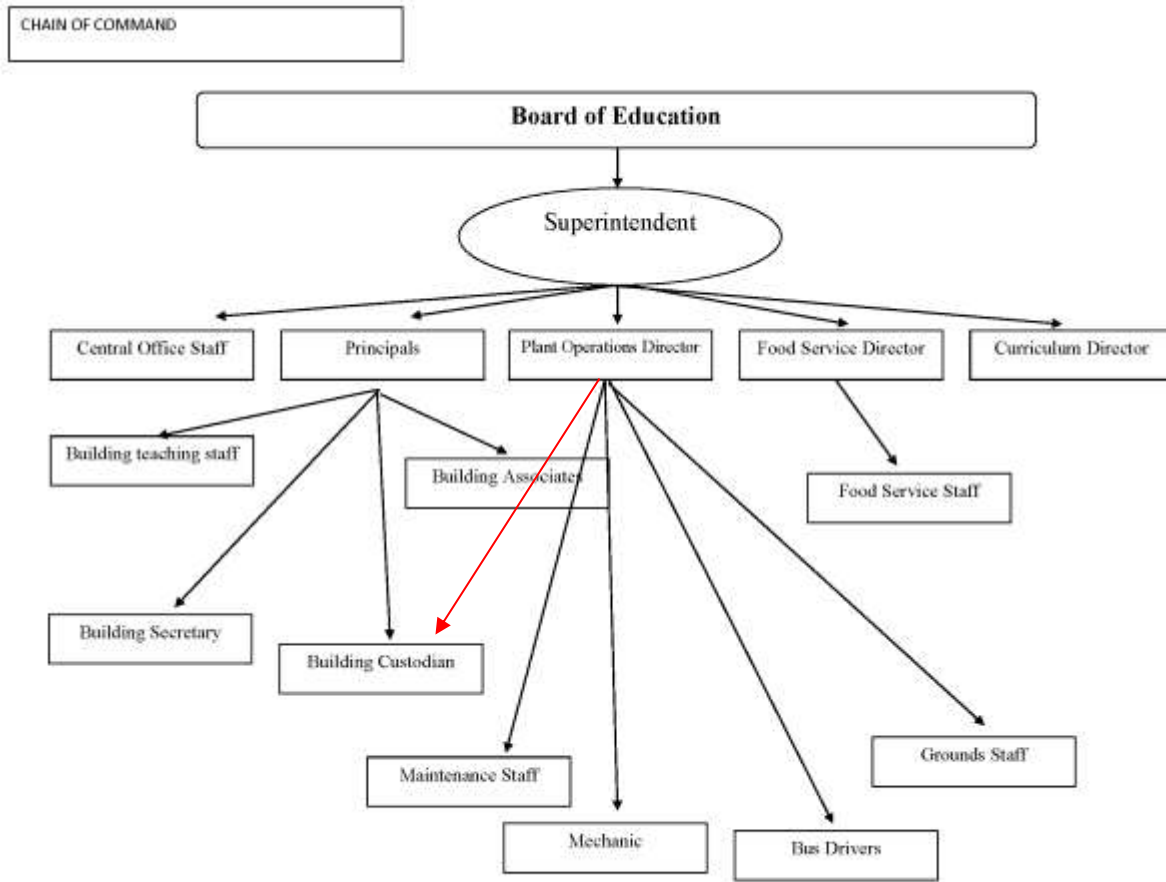 CHAIN OF COMMAND
Board of Education
Superintendent
Central Office Staff
Principals
Plant Operations Director
Food Service Director
Curriculum Director
Building teaching staff
Building Associates
Food Service Staff
Building Secretary
Building Custodian
Grounds Staff
Maintenance Staff
Mechanic
Bus Drivers